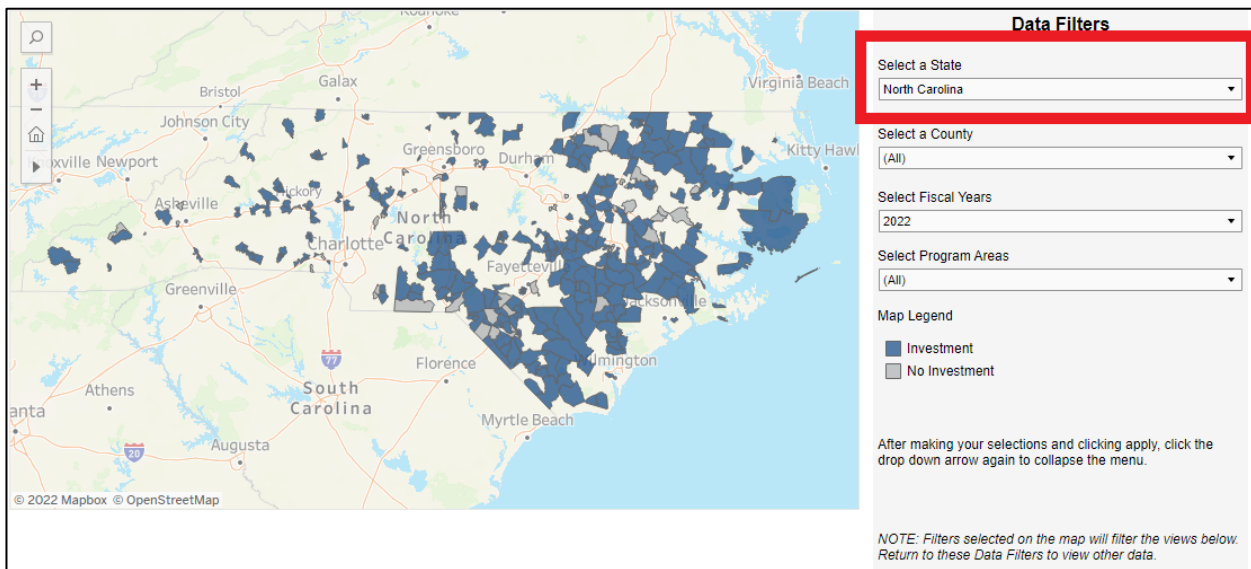 Roanoke
Data Filters
Select a State
Virginia Beach
North Carolina
Galax
Bristol
Johnson City
Select a County
Kitty Hawl
(All)
Greensboro
Durham
oxville Newport
Select Fiscal Years
Hickory
2022
Asheville
North
Carolina
Charlotte
Select Program Areas
Fayetteville
(All)
Greenville
Jacksonville
Map Legend
77
Investment
lmington
Florence
No Investment
Athens
South
Carolina
anta
Myrtle Beach
Augusta
20
After making your selections and clicking apply, click the
drop down arrow again to collapse the menu.
© 2022 Mapbox © OpenStreetMap
NOTE: Filters selected on the map will filter the views below.
Return to these Data Filters to view other data.